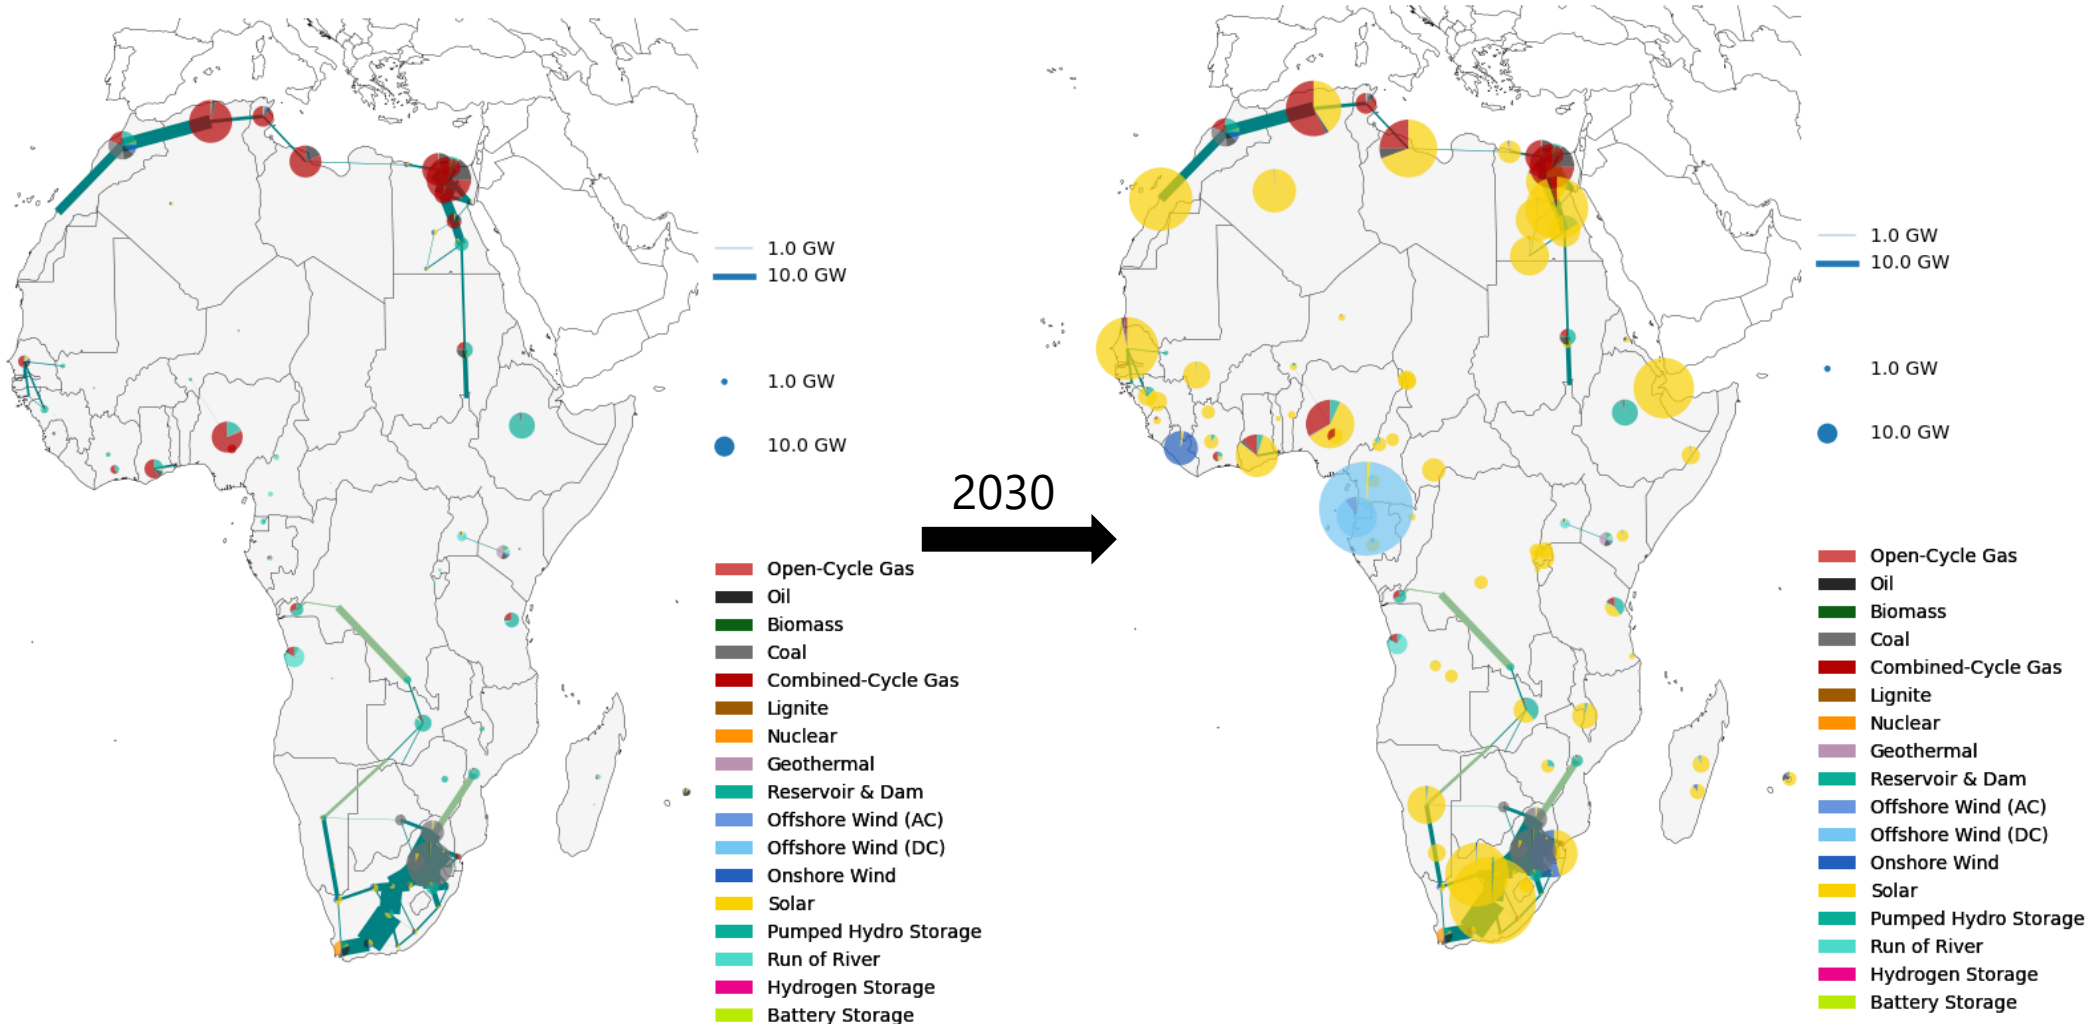 1.0 GW
10.0 GW
1.0 GW
10.0 GW
Open-Cycle Gas
Oil
Biomass
Coal
Combined-Cycle Gas
Lignite
Nuclear
Geothermal
Reservoir & Dam
Offshore Wind (AC)
Offshore Wind (DC)
Onshore Wind
Solar
Pumped Hydro Storage
Run of River
Hydrogen Storage
Battery Storage
2030
1.0 GW
10.0 GW
1.0 GW
10.0 GW
Open-Cycle Gas
Oil
Biomass
Coal
Combined-Cycle Gas
Lignite
Nuclear
Geothermal
Reservoir & Dam
Offshore Wind (AC)
Offshore Wind (DC)
Onshore Wind
Solar
Pumped Hydro Storage
Run of River
Hydrogen Storage
Battery Storage